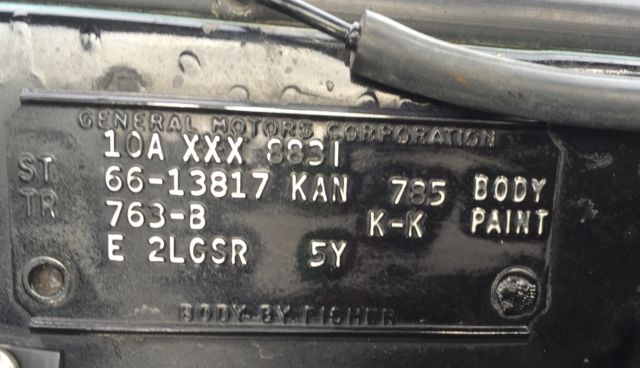 GENERAL MOTORS CORPORATION
10A XXX 8831
ST 66-13817 KAN 785 BODY
TR 763-B K-K PAINT
E 2LGSR 5Y
BODY-BY-FISHER